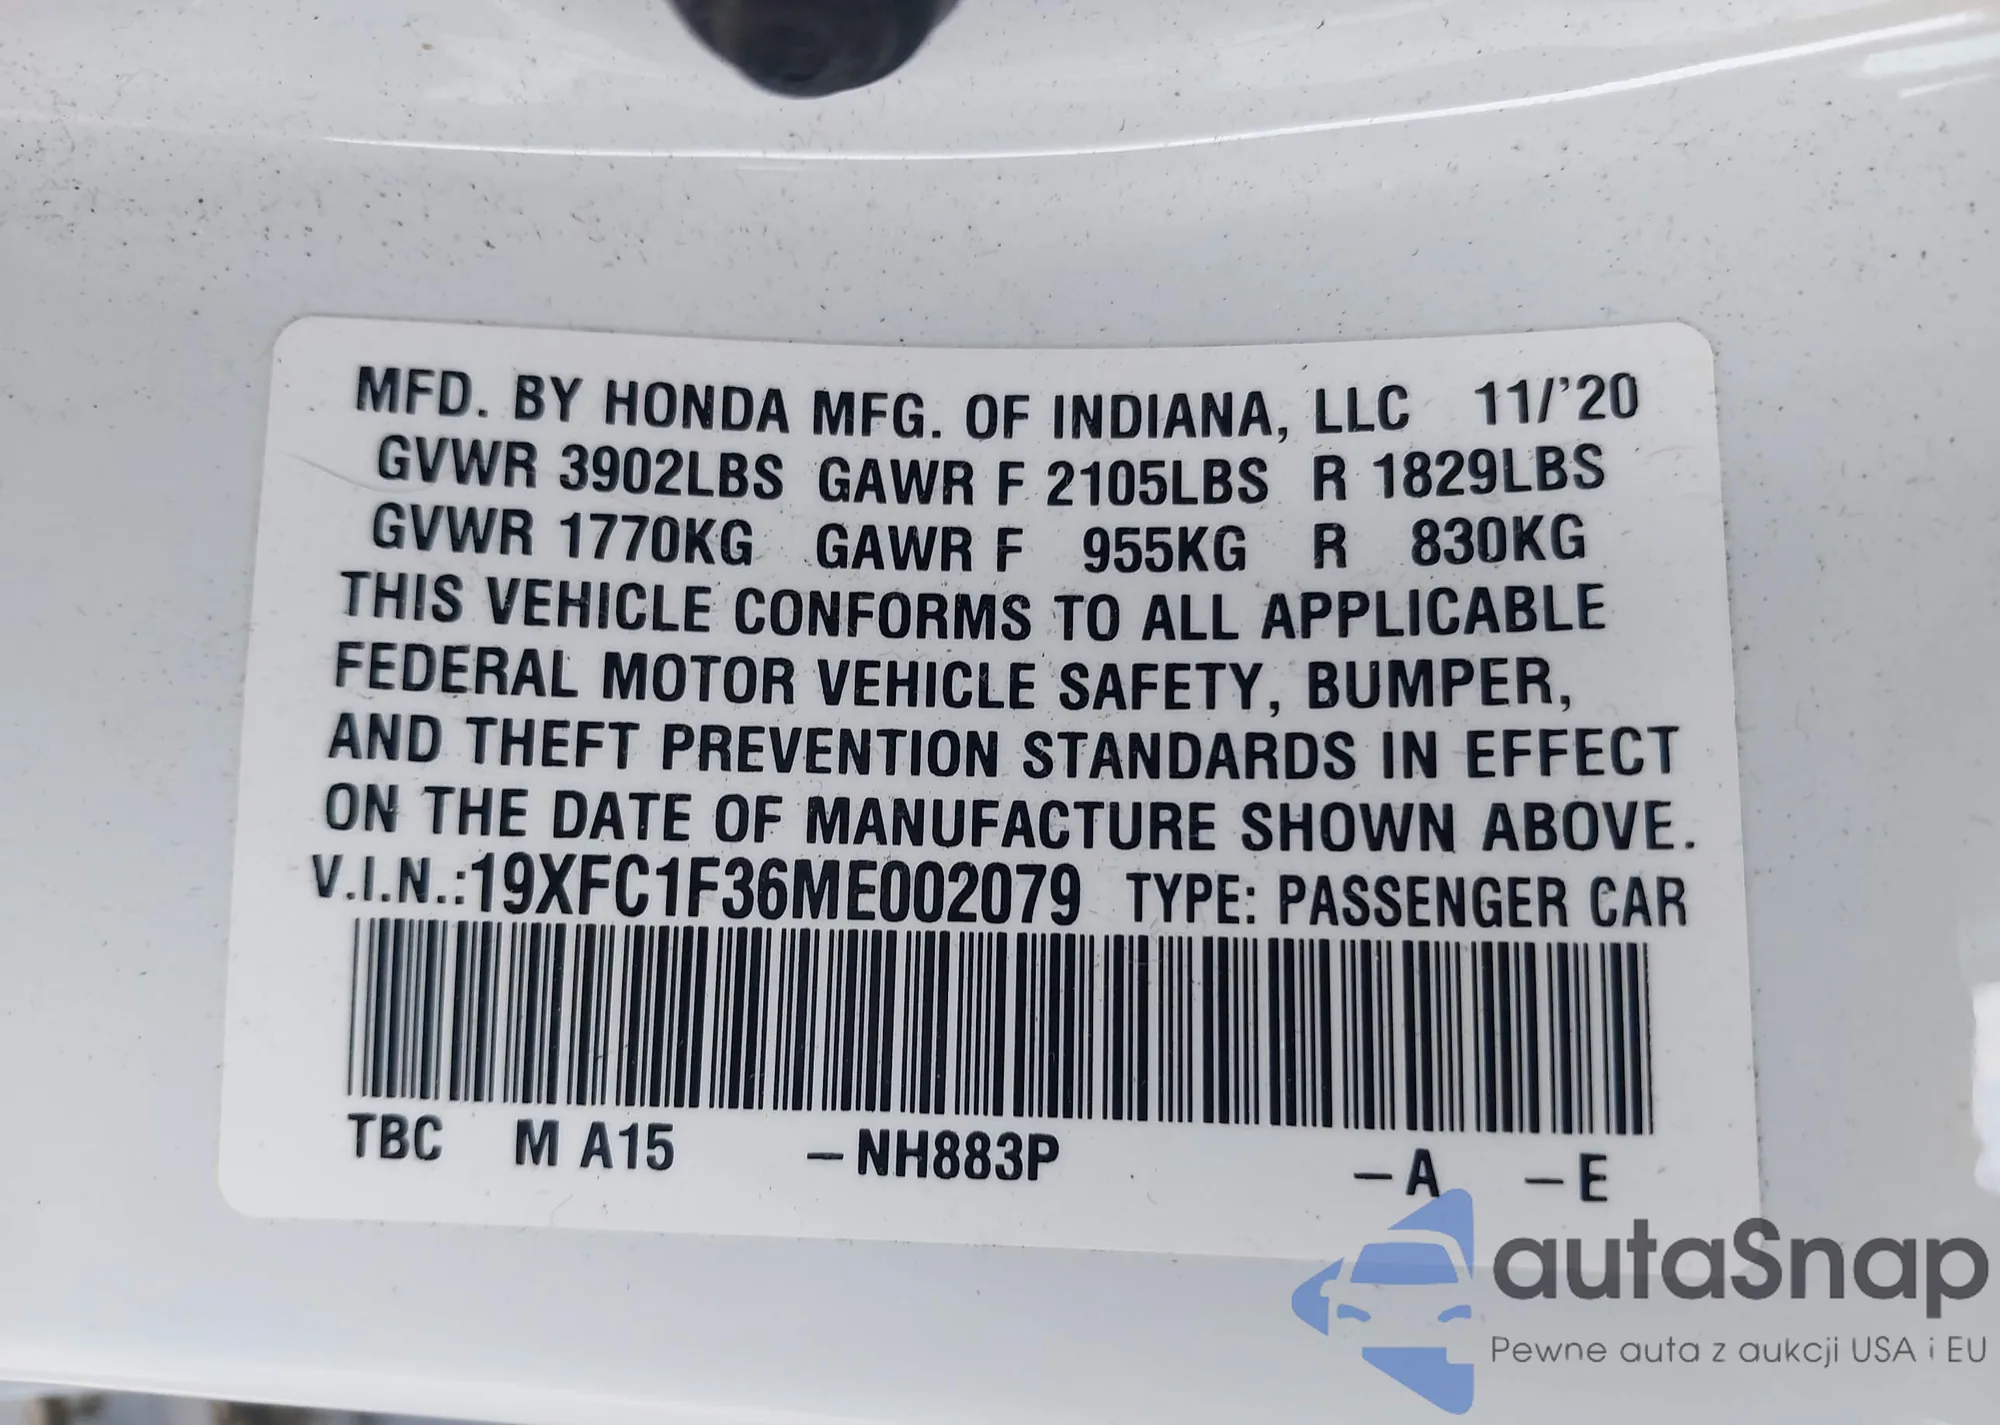 MFD. BY HONDA MFG. OF INDIANA, LLC 11/'20
GVWR 3902LBS GAWR F 2105LBS R 1829LBS
GVWR 1770KG GAWR F 955KG R 830KG
THIS VEHICLE CONFORMS TO ALL APPLICABLE
FEDERAL MOTOR VEHICLE SAFETY, BUMPER,
AND THEFT PREVENTION STANDARDS IN EFFECT
ON THE DATE OF MANUFACTURE SHOWN ABOVE.
V.I.N.:19XFC1F36ME002079 TYPE: PASSENGER CAR
TBC M A15 –NH883P –A –E
autaSnap
Pewne auta z aukcji USA i EU